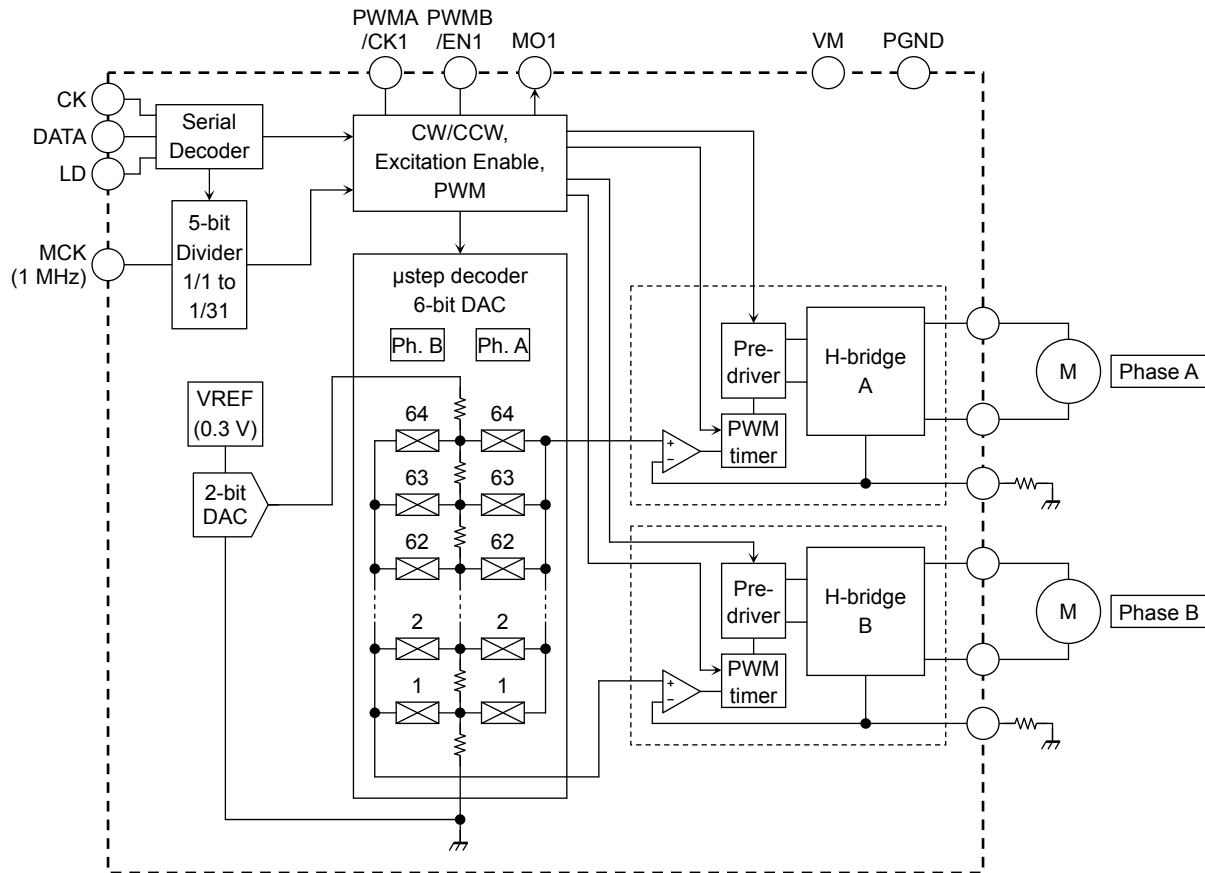 PWMA
/CK1
PWMB
/EN1
MO1
VM
PGND
CK
DATA
LD
Serial
Decoder
CW/CCW,
Excitation Enable,
PWM
MCK
(1 MHz)
5-bit
Divider
1/1 to
1/31
µstep decoder
6-bit DAC
Ph. B
Ph. A
VREF
(0.3 V)
2-bit
DAC
64
64
63
63
62
62
2
2
1
1
Pre-
driver
H-bridge
A
PWM
timer
+
−
M
Phase A
Pre-
driver
H-bridge
B
PWM
timer
+
−
M
Phase B